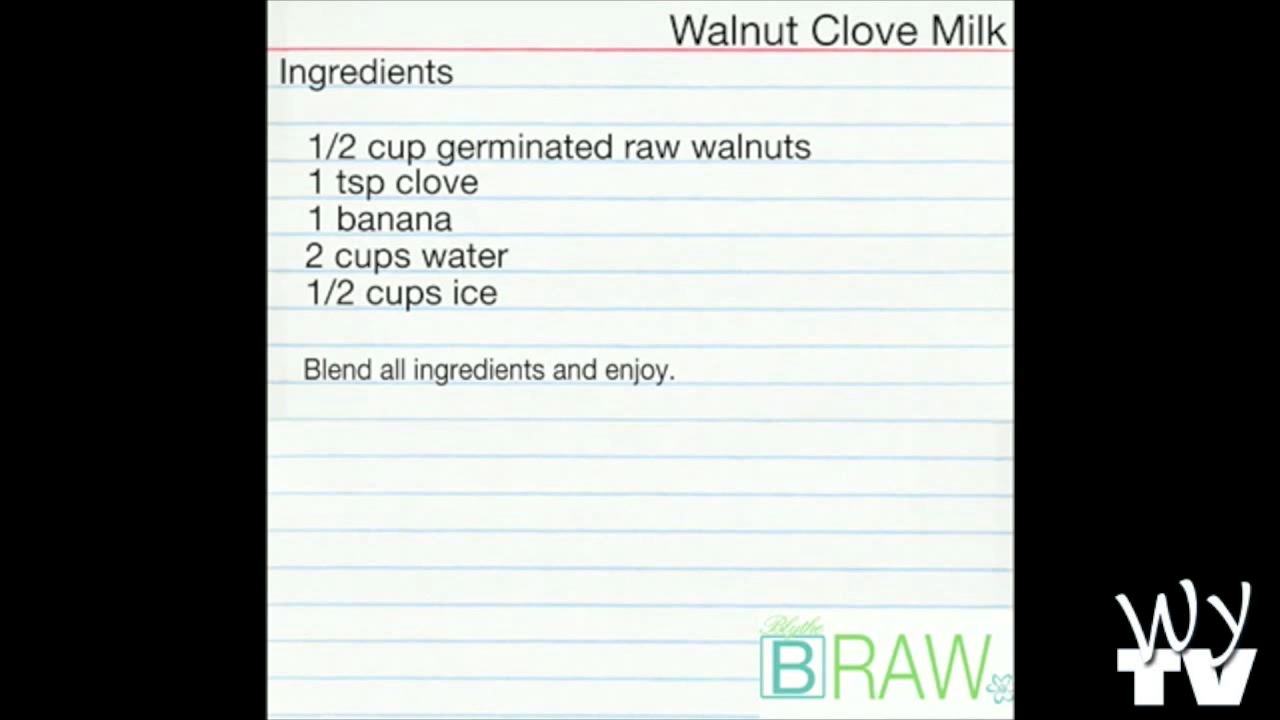 Walnut Clove Milk
Ingredients
1/2 cup germinated raw walnuts
1 tsp clove
1 banana
2 cups water
1/2 cups ice
Blend all ingredients and enjoy.
Blythe
BRAW
Wy
TV